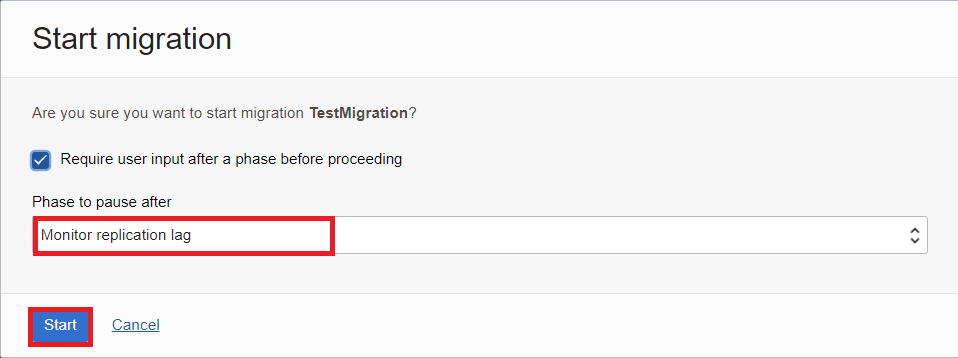 Start migration
Are you sure you want to start migration TestMigration?
Require user input after a phase before proceeding
Phase to pause after
Monitor replication lag
Start Cancel